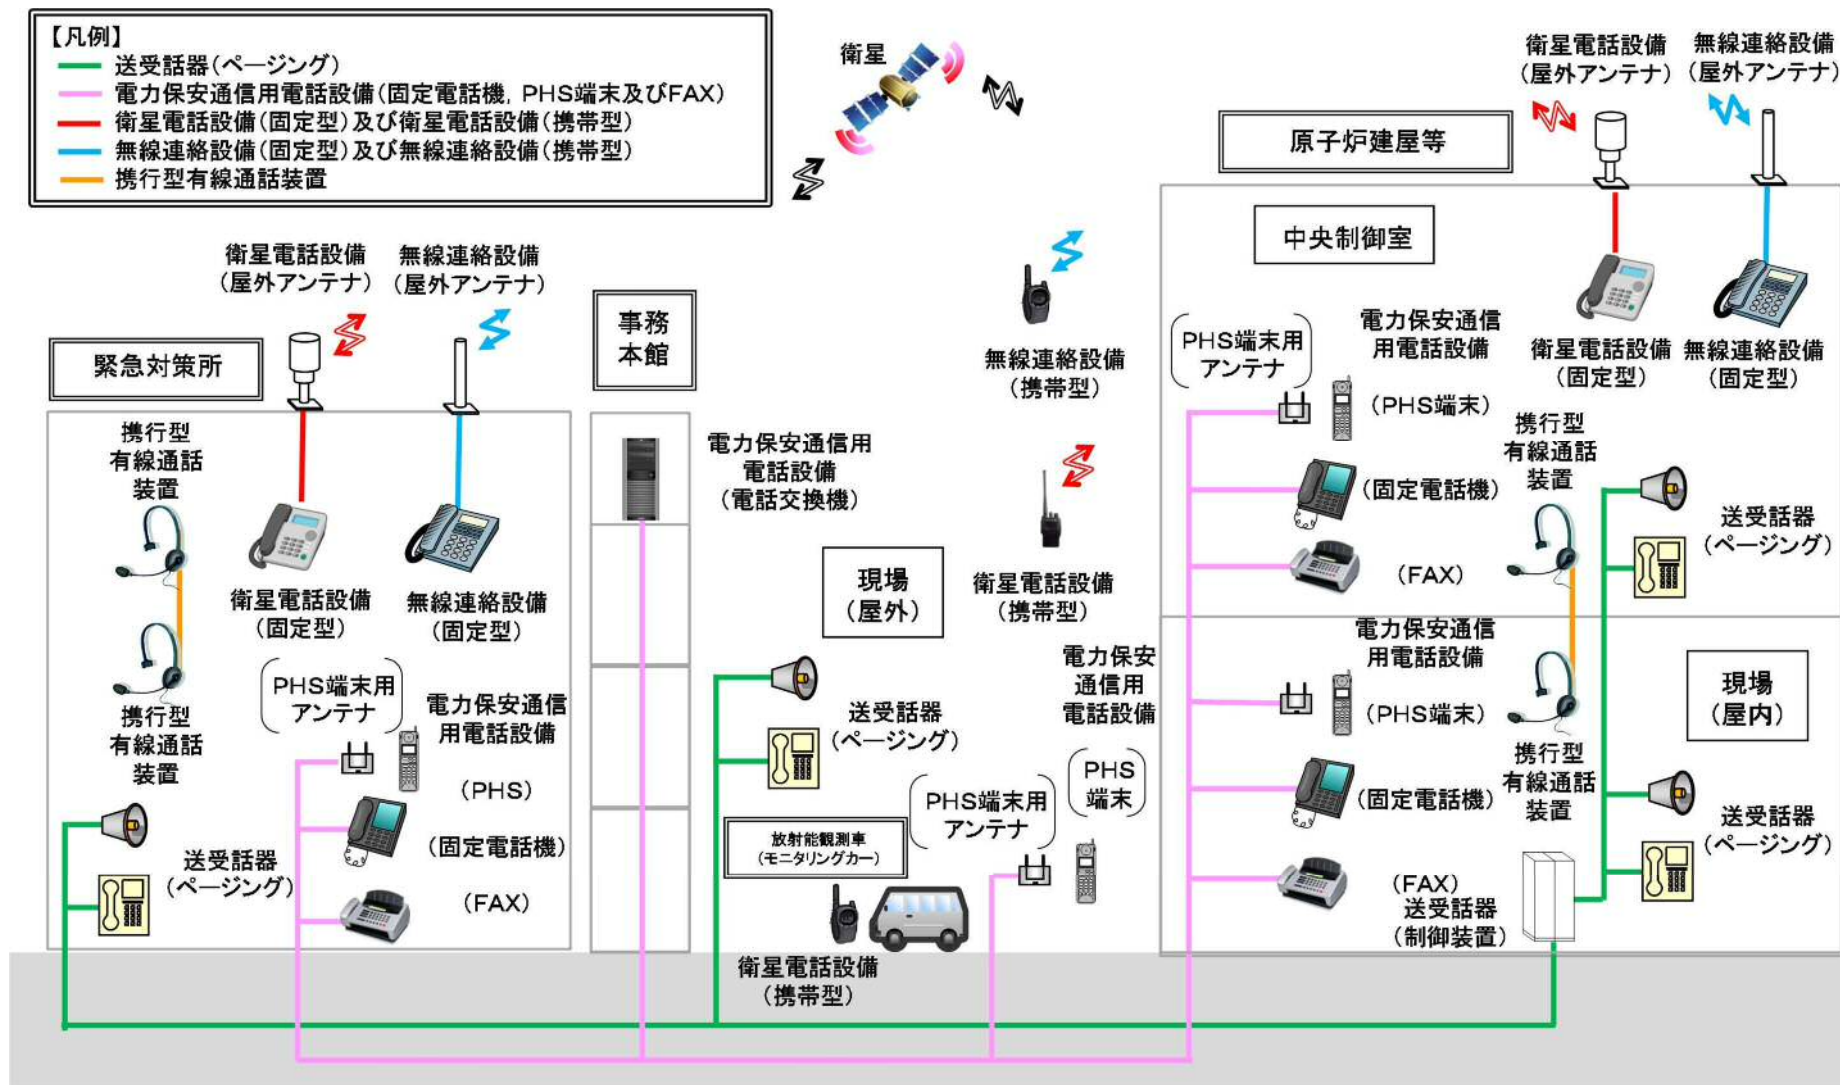 【凡例】
送受話器(ページング)
電力保安通信用電話設備(固定電話機, PHS端末及びFAX)
衛星電話設備(固定型)及び衛星電話設備(携帯型)
無線連絡設備(固定型)及び無線連絡設備(携帯型)
携行型有線通話装置
衛星
衛星電話設備
(屋外アンテナ)
無線連絡設備
(屋外アンテナ)
原子炉建屋等
中央制御室
衛星電話設備
(屋外アンテナ)
無線連絡設備
(屋外アンテナ)
緊急対策所
事務
本館
携行型
有線通話
装置
衛星電話設備
(固定型)
無線連絡設備
(固定型)
携行型
有線通話
装置
PHS端末用
アンテナ
電力保安通信
用電話設備
(PHS)
(固定電話機)
(FAX)
送受話器
(ページング)
電力保安通信用
電話設備
(電話交換機)
現場
(屋外)
無線連絡設備
(携帯型)
衛星電話設備
(携帯型)
送受話器
(ページング)
電力保安
通信用
電話設備
PHS
端末
PHS端末用
アンテナ
放射能観測車
(モニタリングカー)
衛星電話設備
(携帯型)
PHS端末用
アンテナ
電力保安通信
用電話設備
(PHS端末)
(固定電話機)
(FAX)
衛星電話設備
(固定型)
無線連絡設備
(固定型)
携行型
有線通話
装置
送受話器
(ページング)
電力保安通信
用電話設備
(PHS端末)
(固定電話機)
(FAX)
送受話器
(制御装置)
携行型
有線通話
装置
現場
(屋内)
送受話器
(ページング)